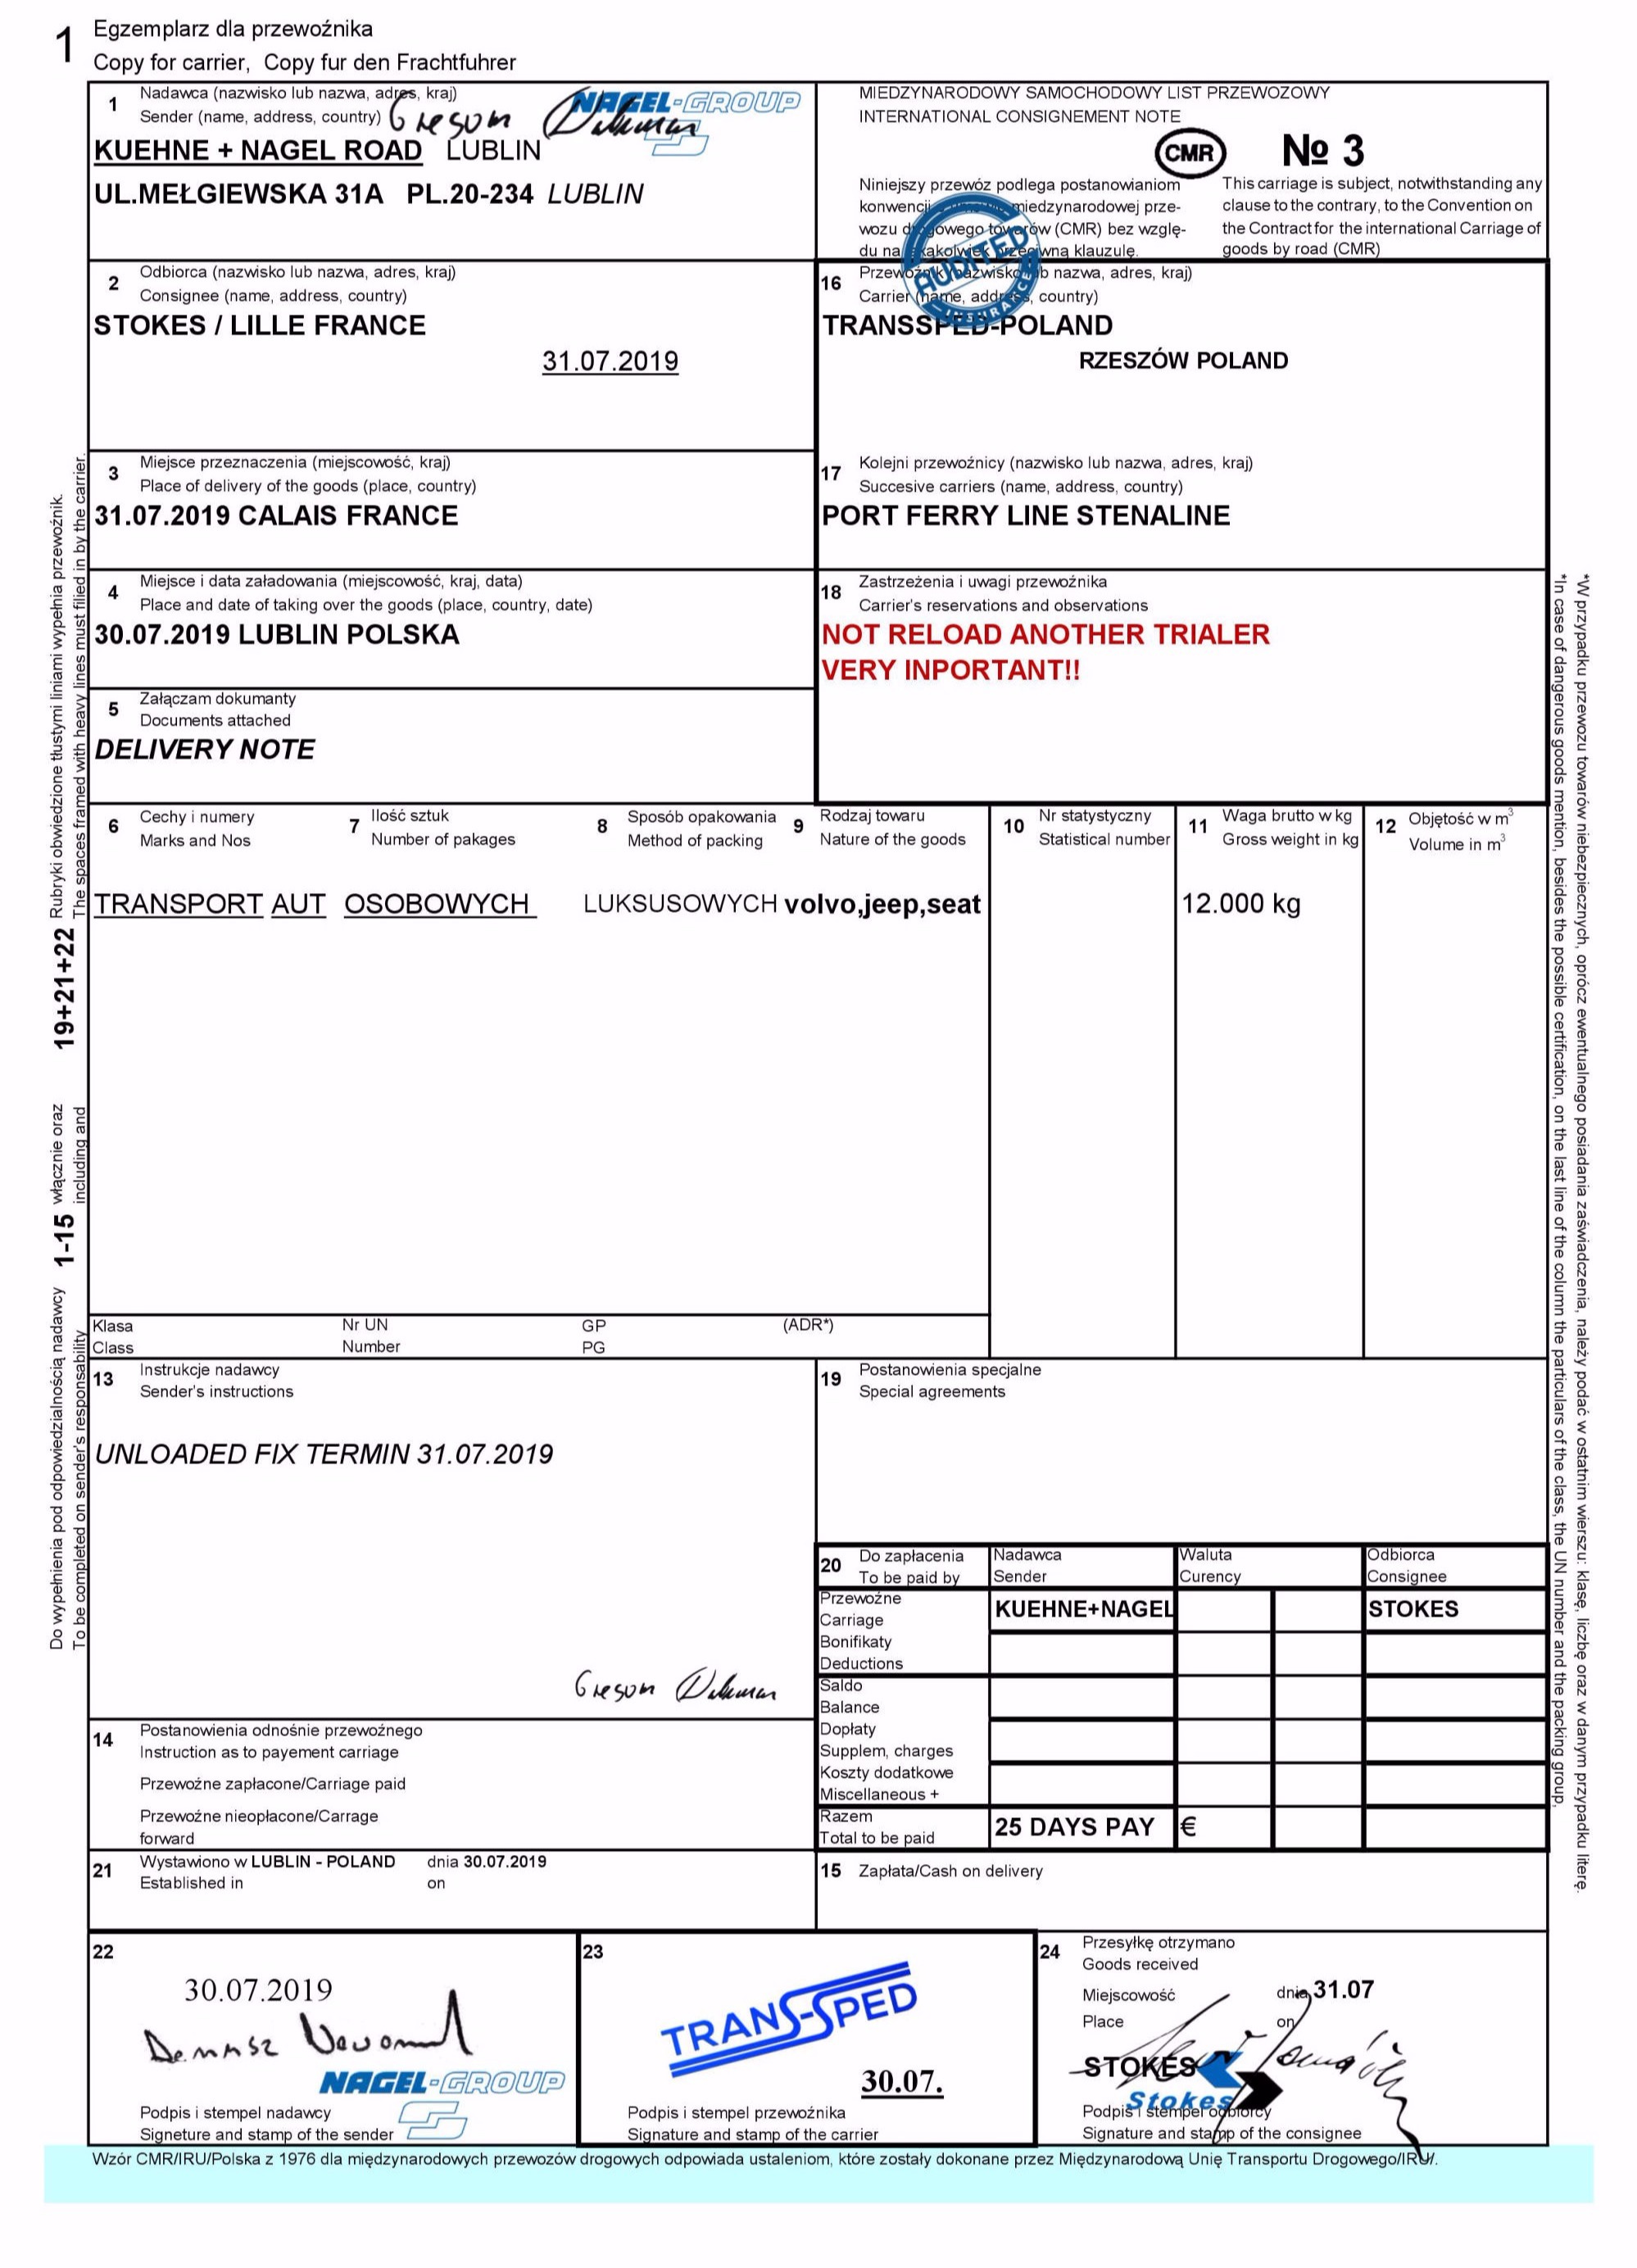 1
Egzemplarz dla przewoźnika
Copy for carrier, Copy fur den Frachtfuhrer
1 Nadawca (nazwisko lub nazwa, adres, kraj)
Sender (name, address, country)
NAGEL-GROUP
KUEHNE + NAGEL ROAD LUBLIN
UL.MEŁGIEWSKA 31A PL.20-234 LUBLIN
MIEDZYNARODOWY SAMOCHODOWY LIST PRZEWOZOWY
INTERNATIONAL CONSIGNEMENT NOTE
CMR № 3
Niniejszy przewóz podlega postanowianiom
konwencji miedzynarodowej prze-
wozu drogowego towarów (CMR) bez wzglę-
du na jakąkolwiek przeciwną klauzulę.
This carriage is subject, notwithstanding any
clause to the contrary, to the Convention on
the Contract for the international Carriage of
goods by road (CMR)
AUDITED
INSURANCE
2 Odbiorca (nazwisko lub nazwa, adres, kraj)
Consignee (name, address, country)
STOKES / LILLE FRANCE
31.07.2019
16 Przewoźnik (nazwisko lub nazwa, adres, kraj)
Carrier (name, address, country)
TRANSSPED-POLAND
RZESZÓW POLAND
3 Miejsce przeznaczenia (miejscowość, kraj)
Place of delivery of the goods (place, country)
31.07.2019 CALAIS FRANCE
17 Kolejni przewoźnicy (nazwisko lub nazwa, adres, kraj)
Succesive carriers (name, address, country)
PORT FERRY LINE STENALINE
4 Miejsce i data załadowania (miejscowość, kraj, data)
Place and date of taking over the goods (place, country, date)
30.07.2019 LUBLIN POLSKA
18 Zastrzeżenia i uwagi przewoźnika
Carrier's reservations and observations
NOT RELOAD ANOTHER TRIALER
VERY INPORTANT!!
5 Załączam dokumanty
Documents attached
DELIVERY NOTE
6 Cechy i numery
Marks and Nos
7 Ilość sztuk
Number of pakages
8 Sposób opakowania
Method of packing
9 Rodzaj towaru
Nature of the goods
10 Nr statystyczny
Statistical number
11 Waga brutto w kg
Gross weight in kg
12 Objętość w m³
Volume in m³
TRANSPORT AUT OSOBOWYCH LUKSUSOWYCH volvo,jeep,seat 12.000 kg
Klasa Nr UN GP (ADR*)
Class Number PG
13 Instrukcje nadawcy
Sender's instructions
UNLOADED FIX TERMIN 31.07.2019
19 Postanowienia specjalne
Special agreements
20 Do zapłacenia Nadawca Waluta Odbiorca
To be paid by Sender Curency Consignee
Przewoźne
Carriage
KUEHNE+NAGEL STOKES
Bonifikaty
Deductions
Saldo
Balance
Dopłaty
Supplem, charges
Koszty dodatkowe
Miscellaneous +
Razem
Total to be paid
25 DAYS PAY €
14 Postanowienia odnośnie przewoźnego
Instruction as to payement carriage
Przewoźne zapłacone/Carriage paid
Przewoźne nieopłacone/Carrage
forward
21 Wystawiono w LUBLIN - POLAND dnia 30.07.2019
Established in on
15 Zapłata/Cash on delivery
22
30.07.2019
NAGEL-GROUP
Podpis i stempel nadawcy
Signeture and stamp of the sender
23
TRANS-SPED
30.07.
Podpis i stempel przewoźnika
Signature and stamp of the carrier
24 Przesyłkę otrzymano
Goods received
Miejscowość dnia 31.07
Place on
STOKES
Stokes
Podpis i stempel odbiorcy
Signature and stamp of the consignee
Wzór CMR/IRU/Polska z 1976 dla międzynarodowych przewozów drogowych odpowiada ustaleniom, które zostały dokonane przez Międzynarodową Unię Transportu Drogowego/IRU/.
Do wypełnienia pod odpowiedzialnością nadawcy 1-15 włącznie oraz 19+21+22 Rubryki obwiedzione tłustymi liniami wypełnia przewoźnik.
To be completed on sender's responsability including and The spaces framed with heavy lines must filied in by the carrier.
*W przypadku przewozu towarów niebezpiecznych, oprócz ewentualnego posiadania zaświadczenia, należy podać w ostatnim wierszu: klasę, liczbę oraz w danym przypadku literę.
*In case of dangerous goods mention, besides the possible certification, on the last line of the column the particulars of the class, the UN number and the packing group,